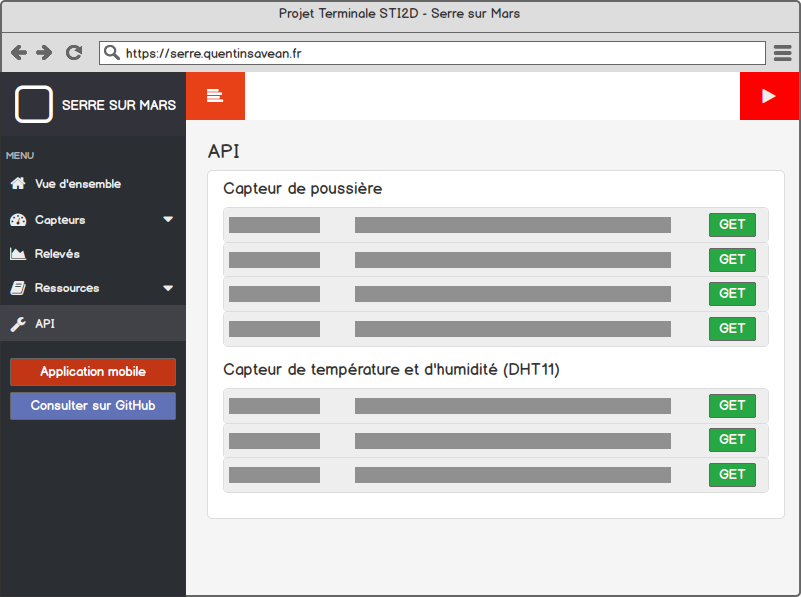 Projet Terminale STI2D - Serre sur Mars
https://serre.quentinsavean.fr
SERRE SUR MARS
MENU
Vue d'ensemble
Capteurs
Relevés
Ressources
API
Application mobile
Consulter sur GitHub
API
Capteur de poussière
GET
GET
GET
GET
Capteur de température et d'humidité (DHT11)
GET
GET
GET